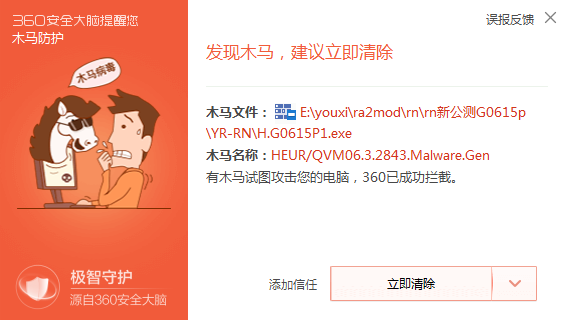 360安全大脑提醒您
木马防护
木马病毒
极智守护
源自360安全大脑
误报反馈
发现木马，建议立即清除
木马文件： E:\youxi\ra2mod\rn\rn新公测G0615p
\YR-RN\H.G0615P1.exe
木马名称：HEUR/QVM06.3.2843.Malware.Gen
有木马试图攻击您的电脑，360已成功拦截。
添加信任
立即清除